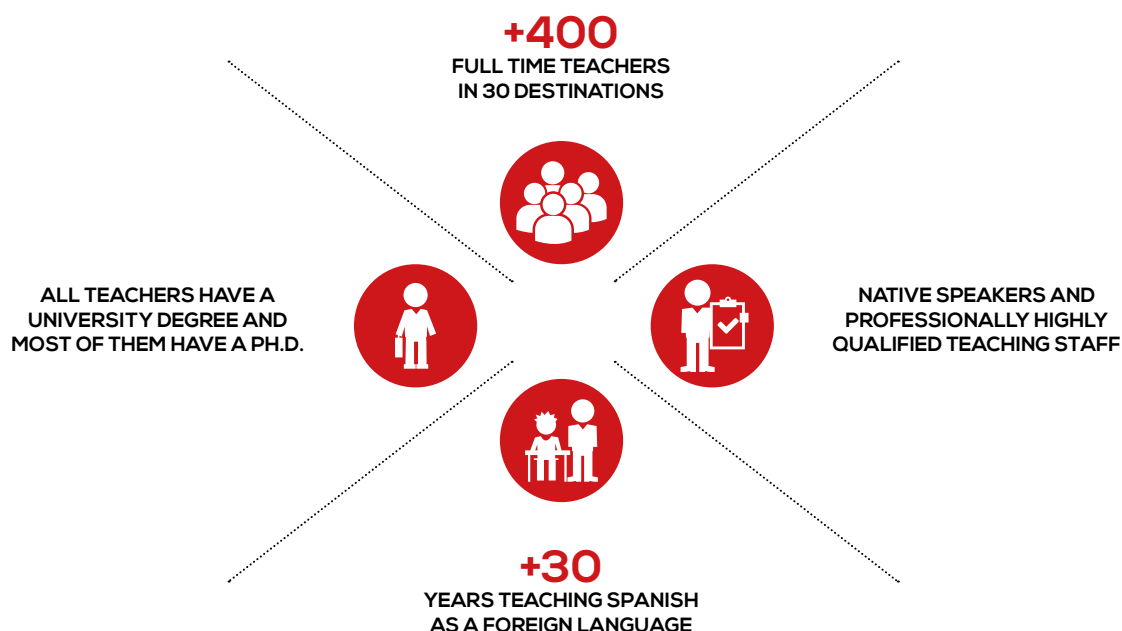 +400
FULL TIME TEACHERS
IN 30 DESTINATIONS
ALL TEACHERS HAVE A
UNIVERSITY DEGREE AND
MOST OF THEM HAVE A PH.D.
NATIVE SPEAKERS AND
PROFESSIONALLY HIGHLY
QUALIFIED TEACHING STAFF
+30
YEARS TEACHING SPANISH
AS A FOREIGN LANGUAGE